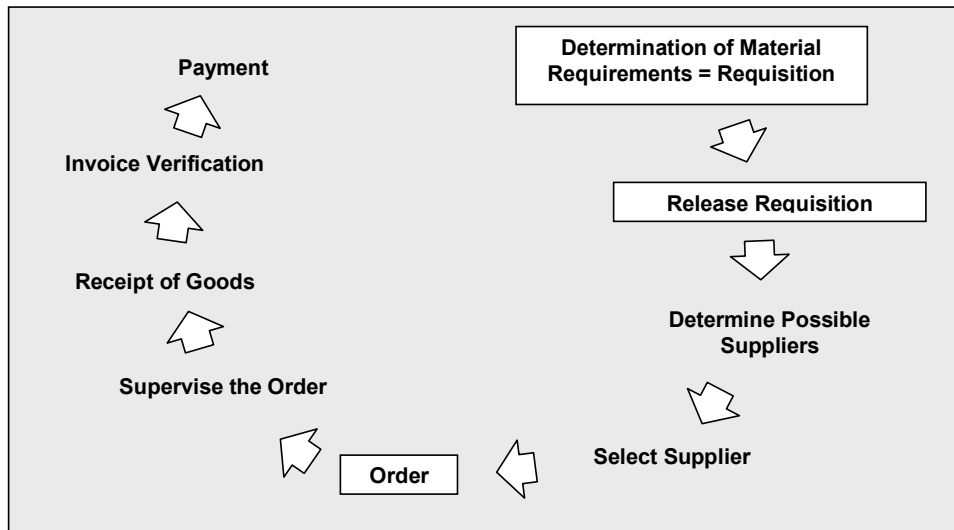 Determination of Material
Requirements = Requisition
Release Requisition
Determine Possible
Suppliers
Select Supplier
Order
Supervise the Order
Receipt of Goods
Invoice Verification
Payment